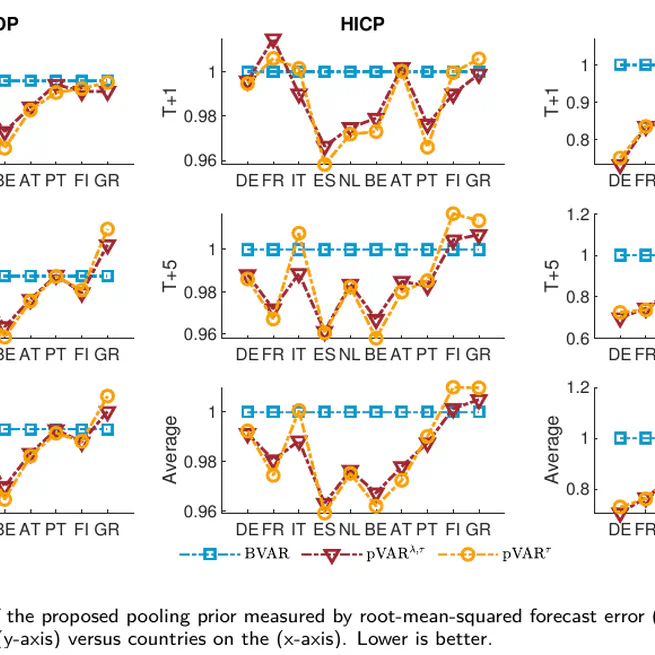 DP
HICP
T+1
1
0.98
0.96
T+1
1
0.9
0.8
BE AT PT FI GR
DE FR IT ES NL BE AT PT FI GR
DE FR
T+5
1
0.98
0.96
T+5
1.2
1
0.8
0.6
BE AT PT FI GR
DE FR IT ES NL BE AT PT FI GR
DE FR
Average
1
0.98
0.96
Average
1.2
1
0.8
BE AT PT FI GR
DE FR IT ES NL BE AT PT FI GR
DE FR
BVAR pVARλ,τ pVARτ
the proposed pooling prior measured by root-mean-squared forecast error (
(y-axis) versus countries on the (x-axis). Lower is better.